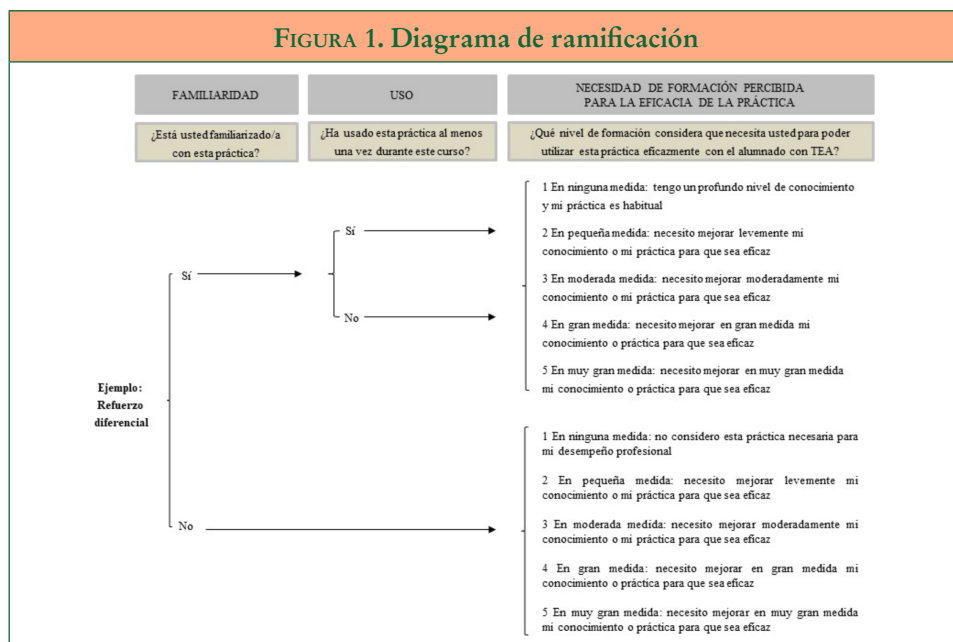 FIGURA 1. Diagrama de ramificación
FAMILIARIDAD
USO
NECESIDAD DE FORMACIÓN PERCIBIDA
PARA LA EFICACIA DE LA PRÁCTICA
¿Está usted familiarizado/a
con esta práctica?
¿Ha usado esta práctica al menos
una vez durante este curso?
¿Qué nivel de formación considera que necesita usted para poder
utilizar esta práctica eficazmente con el alumnado con TEA?
Ejemplo:
Refuerzo
diferencial
Sí
Sí
No
1 En ninguna medida: tengo un profundo nivel de conocimiento
y mi práctica es habitual
2 En pequeña medida: necesito mejorar levemente mi
conocimiento o mi práctica para que sea eficaz
3 En moderada medida: necesito mejorar moderadamente mi
conocimiento o mi práctica para que sea eficaz
4 En gran medida: necesito mejorar en gran medida mi
conocimiento o práctica para que sea eficaz
5 En muy gran medida: necesito mejorar en muy gran medida
mi conocimiento o práctica para que sea eficaz
No
1 En ninguna medida: no considero esta práctica necesaria para
mi desempeño profesional
2 En pequeña medida: necesito mejorar levemente mi
conocimiento o mi práctica para que sea eficaz
3 En moderada medida: necesito mejorar moderadamente mi
conocimiento o mi práctica para que sea eficaz
4 En gran medida: necesito mejorar en gran medida mi
conocimiento o práctica para que sea eficaz
5 En muy gran medida: necesito mejorar en muy gran medida
mi conocimiento o práctica para que sea eficaz